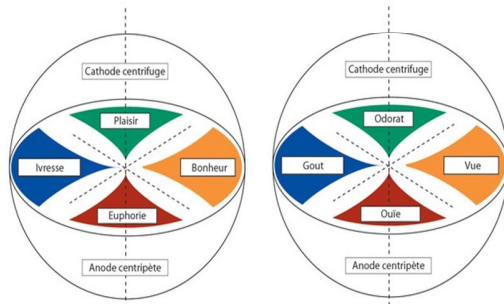 Cathode centrifuge
Plaisir
Ivresse
Bonheur
Euphorie
Anode centripète
Cathode centrifuge
Odorat
Gout
Vue
Ouïe
Anode centripète